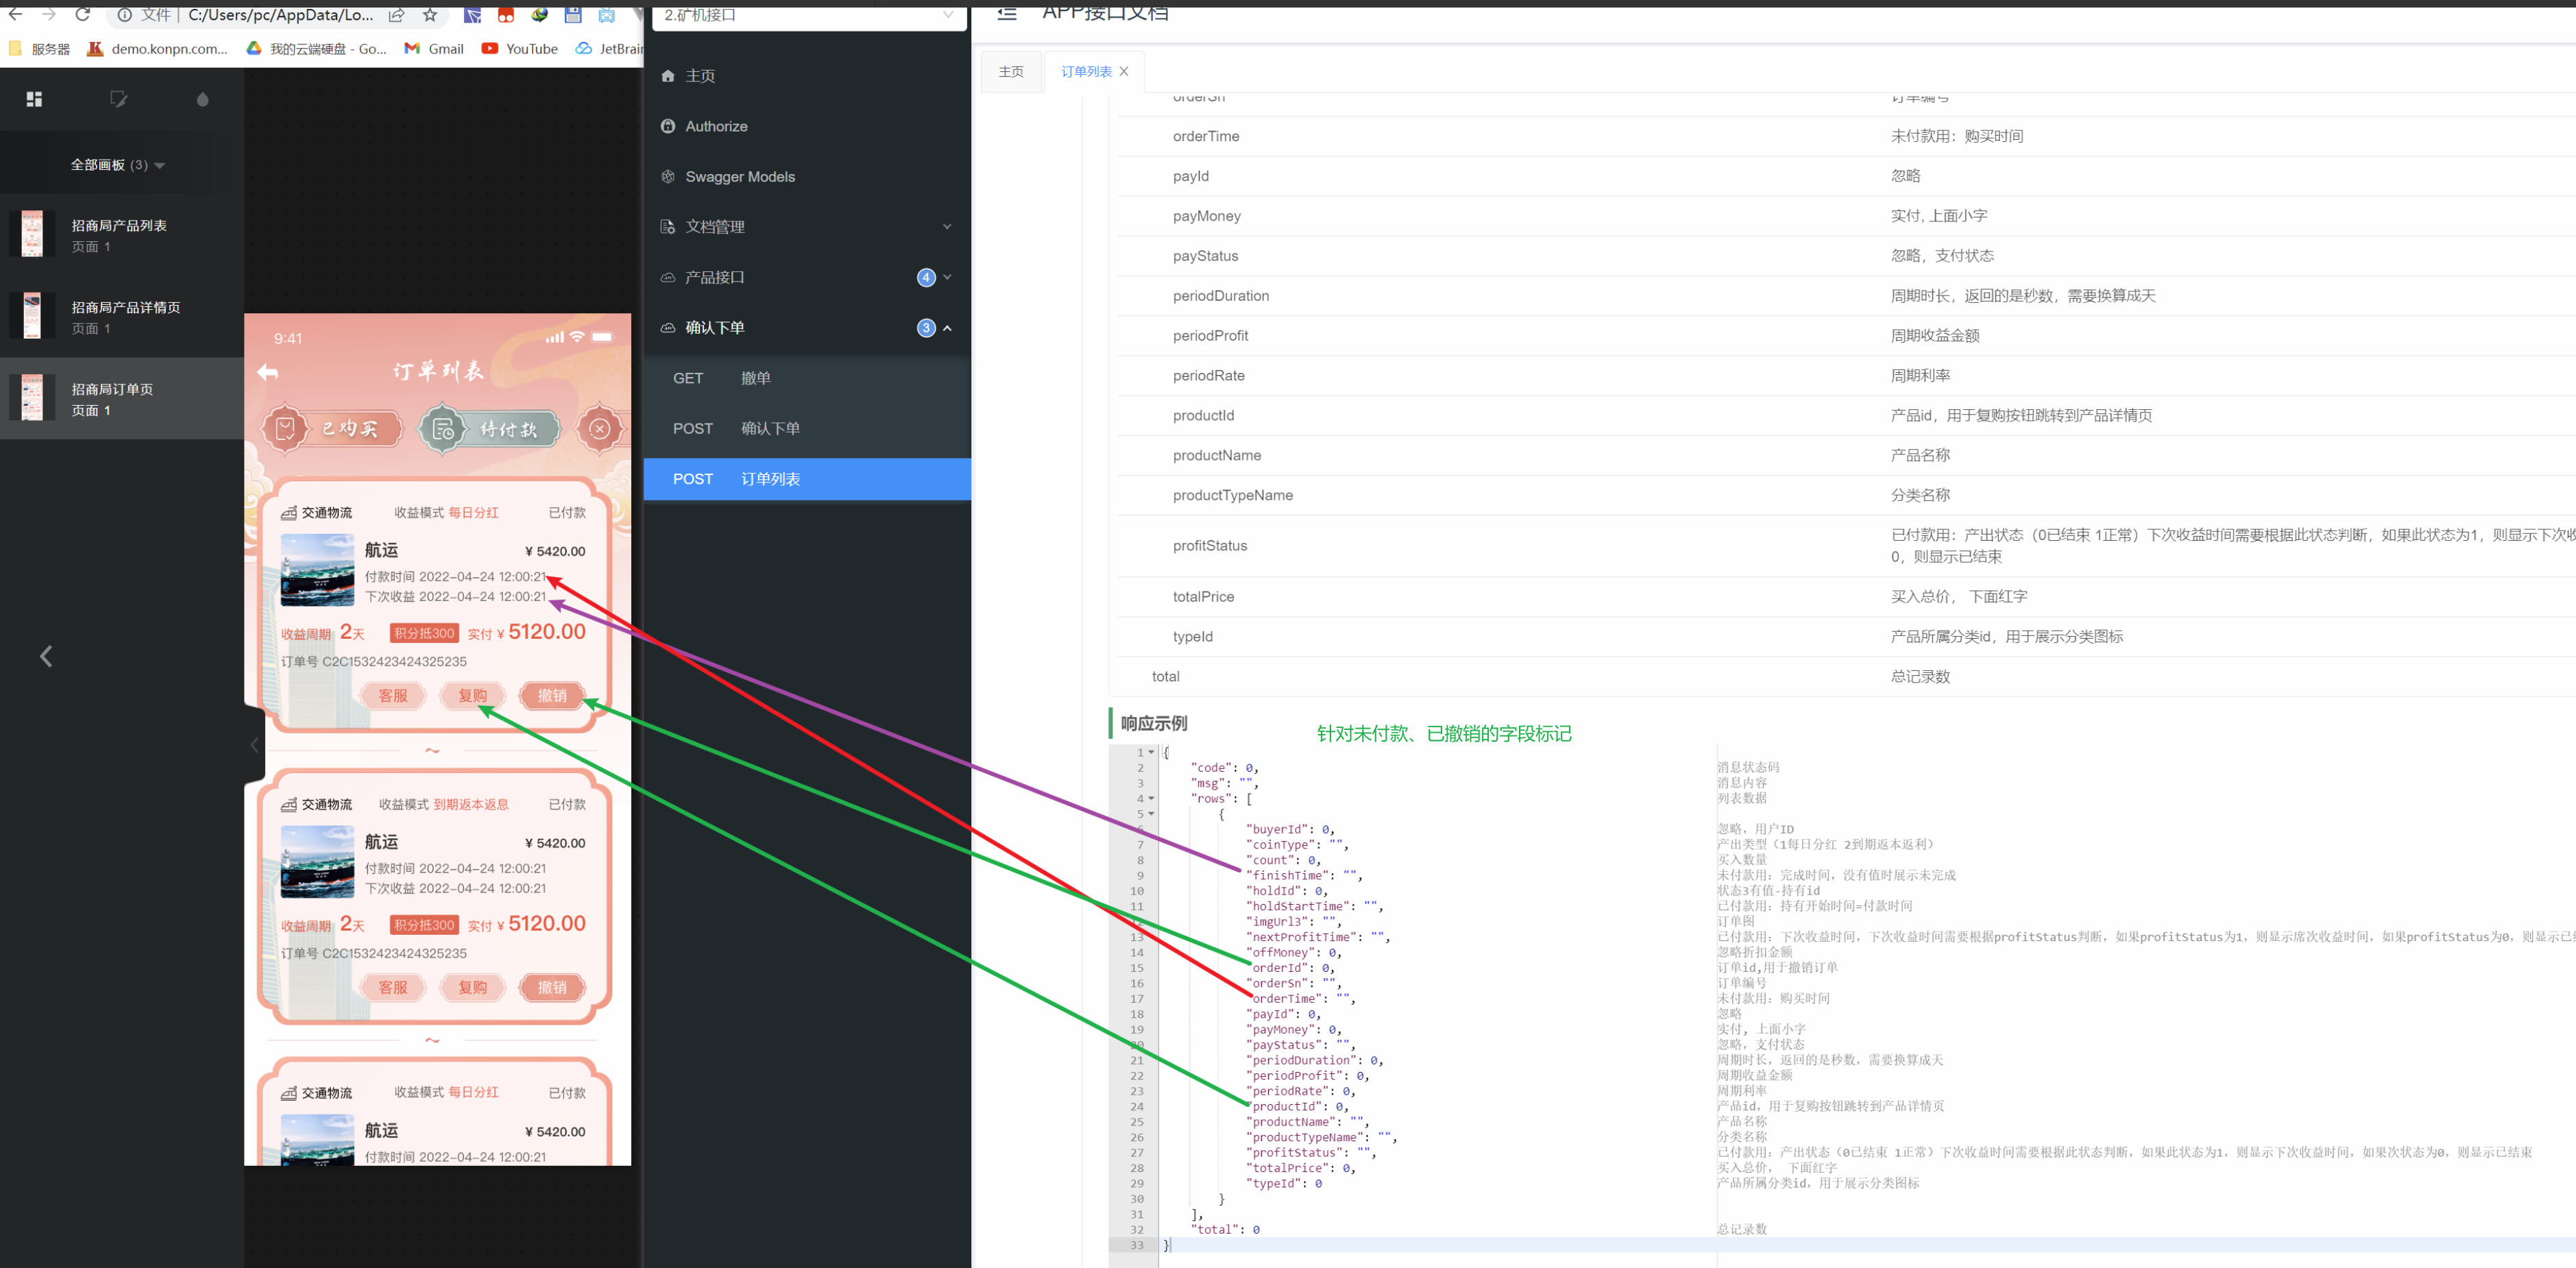 文件 | C:/Users/pc/AppData/Lo...
服务器
demo.konpn.com...
我的云端硬盘 - Go...
Gmail
YouTube
JetBrain
全部画板 (3)
招商局产品列表
页面 1
招商局产品详情页
页面 1
招商局订单页
页面 1
9:41
订单列表
已购买
待付款
交通物流 收益模式 每日分红 已付款
航运 ¥ 5420.00
付款时间 2022-04-24 12:00:21
下次收益 2022-04-24 12:00:21
收益周期 2天 积分抵300 实付 ¥ 5120.00
订单号 C2C1532423424325235
客服 复购 撤销
交通物流 收益模式 到期返本返息 已付款
航运 ¥ 5420.00
付款时间 2022-04-24 12:00:21
下次收益 2022-04-24 12:00:21
收益周期 2天 积分抵300 实付 ¥ 5120.00
订单号 C2C1532423424325235
客服 复购 撤销
交通物流 收益模式 每日分红 已付款
航运 ¥ 5420.00
付款时间 2022-04-24 12:00:21
2.矿机接口
主页
Authorize
Swagger Models
文档管理
产品接口 4
确认下单 3
GET 撤单
POST 确认下单
POST 订单列表
APP接口文档
主页 订单列表
orderSn 订单编号
orderTime 未付款用：购买时间
payId 忽略
payMoney 实付, 上面小字
payStatus 忽略，支付状态
periodDuration 周期时长，返回的是秒数，需要换算成天
periodProfit 周期收益金额
periodRate 周期利率
productId 产品id，用于复购按钮跳转到产品详情页
productName 产品名称
productTypeName 分类名称
profitStatus 已付款用：产出状态（0已结束 1正常）下次收益时间需要根据此状态判断，如果此状态为1，则显示下次收
0，则显示已结束
totalPrice 买入总价， 下面红字
typeId 产品所属分类id，用于展示分类图标
total 总记录数
响应示例
针对未付款、已撤销的字段标记
1 {
2 "code": 0, 消息状态码
3 "msg": "", 消息内容
4 "rows": [ 列表数据
5 {
6 "buyerId": 0, 忽略，用户ID
7 "coinType": "", 产出类型（1每日分红 2到期返本返利）
8 "count": 0, 买入数量
9 "finishTime": "", 未付款用：完成时间，没有值时展示未完成
10 "holdId": 0, 状态3有值-持有id
11 "holdStartTime": "", 已付款用：持有开始时间=付款时间
12 "imgUrl3": "", 订单图
13 "nextProfitTime": "", 已付款用：下次收益时间，下次收益时间需要根据profitStatus判断，如果profitStatus为1，则显示席次收益时间，如果profitStatus为0，则显示已结
14 "offMoney": 0, 忽略折扣金额
15 "orderId": 0, 订单id,用于撤销订单
16 "orderSn": "", 订单编号
17 "orderTime": "", 未付款用：购买时间
18 "payId": 0, 忽略
19 "payMoney": 0, 实付, 上面小字
20 "payStatus": "", 忽略，支付状态
21 "periodDuration": 0, 周期时长，返回的是秒数，需要换算成天
22 "periodProfit": 0, 周期收益金额
23 "periodRate": 0, 周期利率
24 "productId": 0, 产品id，用于复购按钮跳转到产品详情页
25 "productName": "", 产品名称
26 "productTypeName": "", 分类名称
27 "profitStatus": "", 已付款用：产出状态（0已结束 1正常）下次收益时间需要根据此状态判断，如果此状态为1，则显示下次收益时间，如果次状态为0，则显示已结束
28 "totalPrice": 0, 买入总价， 下面红字
29 "typeId": 0 产品所属分类id，用于展示分类图标
30 }
31 ],
32 "total": 0 总记录数
33 }